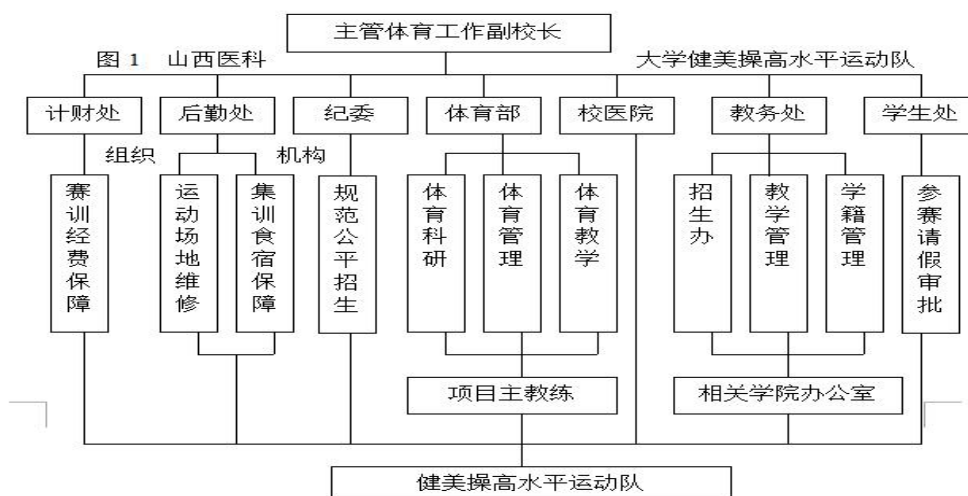 主管体育工作副校长
图 1 山西医科
大学健美操高水平运动队
计财处
后勤处
纪委
体育部
校医院
教务处
学生处
组织
机构
赛训经费保障
运动场地维修
集训食宿保障
规范公平招生
体育科研
体育管理
体育教学
招生办
教学管理
学籍管理
参赛请假审批
项目主教练
相关学院办公室
健美操高水平运动队